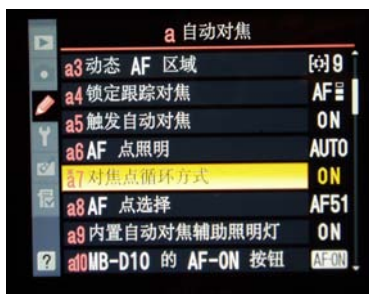 a 自动对焦
a3 动态 AF 区域 [ ] 9
a4 锁定跟踪对焦 AF
a5 触发自动对焦 ON
a6 AF 点照明 AUTO
a7 对焦点循环方式 ON
a8 AF 点选择 AF51
a9 内置自动对焦辅助照明灯 ON
a10 MB-D10 的 AF-ON 按钮 AF-ON
?